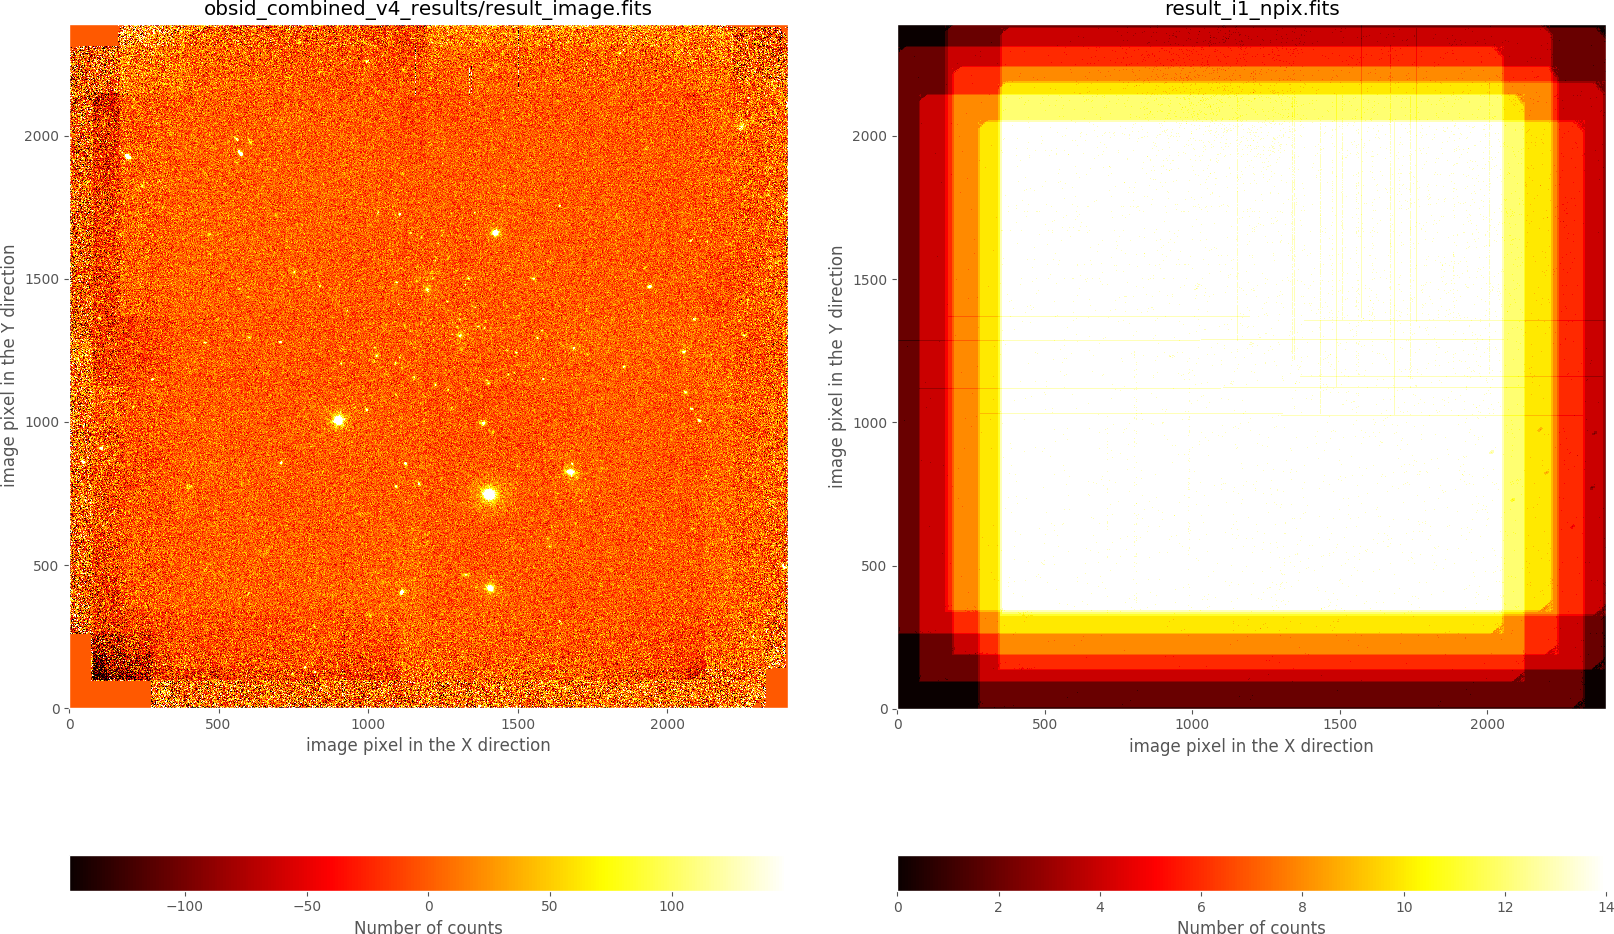 obsid_combined_v4_results/result_image.fits
image pixel in the Y direction
2000
1500
1000
500
0
0 500 1000 1500 2000
image pixel in the X direction
−100 −50 0 50 100
Number of counts
result_i1_npix.fits
image pixel in the Y direction
2000
1500
1000
500
0
0 500 1000 1500 2000
image pixel in the X direction
0 2 4 6 8 10 12 14
Number of counts